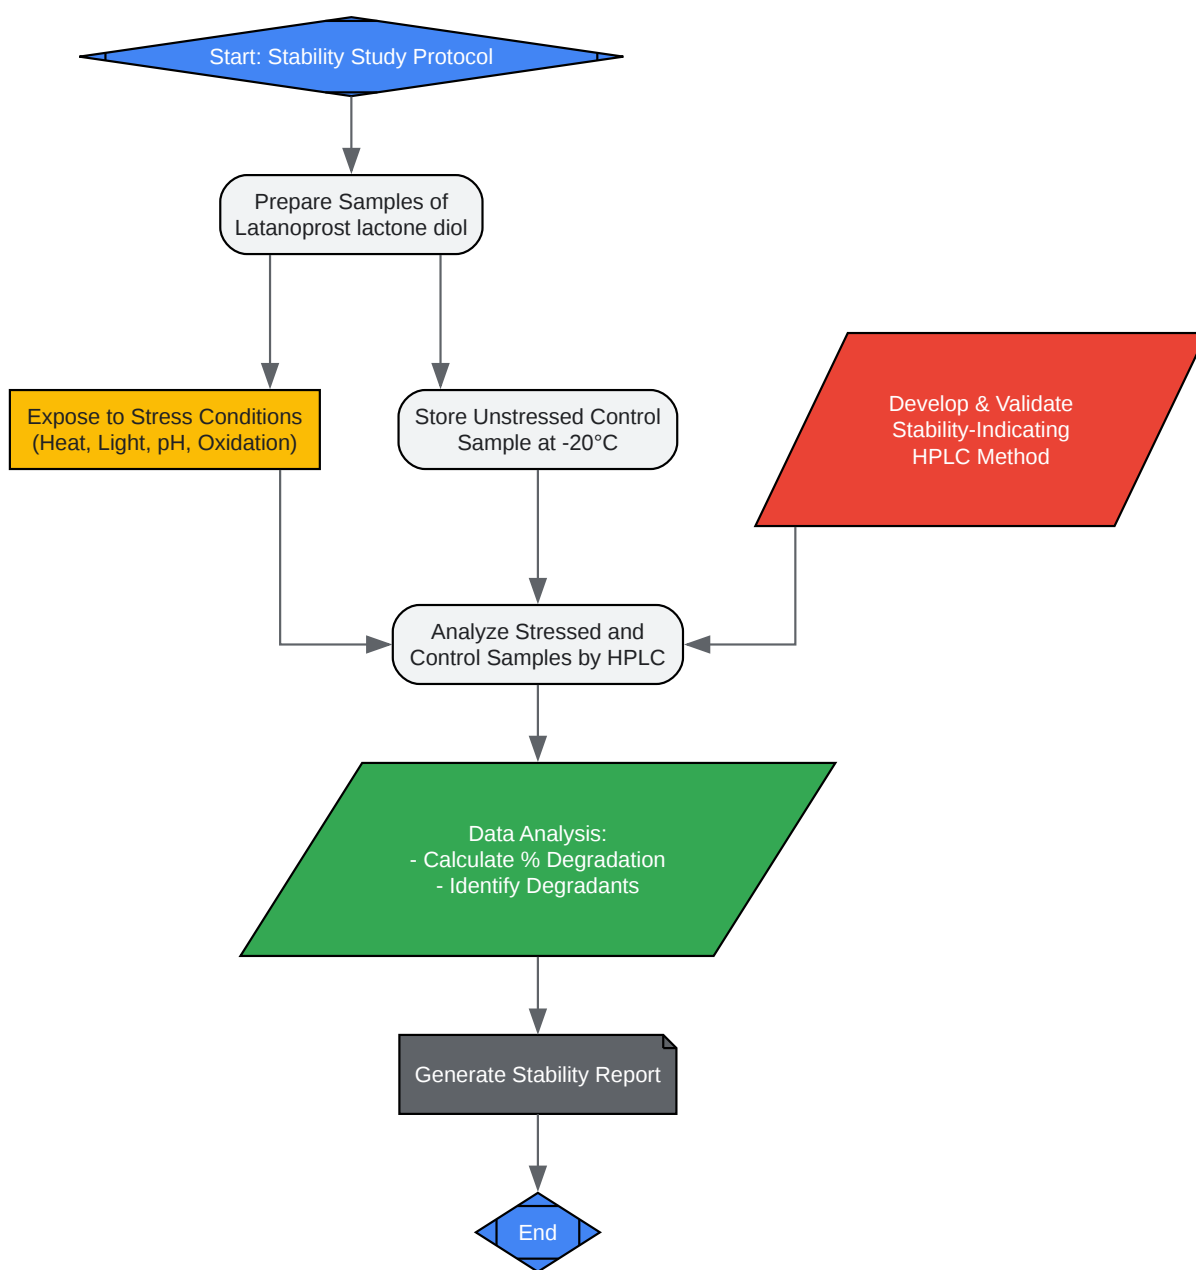 Start: Stability Study Protocol
Prepare Samples of
Latanoprost lactone diol
Expose to Stress Conditions
(Heat, Light, pH, Oxidation)
Store Unstressed Control
Sample at -20°C
Develop & Validate
Stability-Indicating
HPLC Method
Analyze Stressed and
Control Samples by HPLC
Data Analysis:
- Calculate % Degradation
- Identify Degradants
Generate Stability Report
End